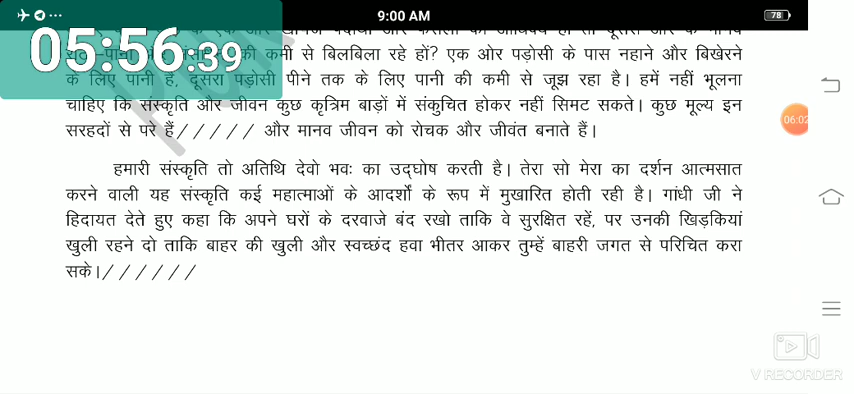 9:00 AM
78
05:56.39
की कमी से बिलबिला रहे हों? एक ओर पड़ोसी के पास नहाने और बिखेरने
के लिए पानी है, दूसरा पड़ोसी पीने तक के लिए पानी की कमी से जूझ रहा है। हमें नहीं भूलना
चाहिए कि संस्कृति और जीवन कुछ कृत्रिम बाड़ों में संकुचित होकर नहीं सिमट सकते। कुछ मूल्य इन
06:02
सरहदों से परे हैं///// और मानव जीवन को रोचक और जीवंत बनाते हैं।
हमारी संस्कृति तो अतिथि देवो भवः का उद्घोष करती है। तेरा सो मेरा का दर्शन आत्मसात
करने वाली यह संस्कृति कई महात्माओं के आदर्शों के रूप में मुखारित होती रही है। गांधी जी ने
हिदायत देते हुए कहा कि अपने घरों के दरवाजे बंद रखो ताकि वे सुरक्षित रहें, पर उनकी खिड़कियां
खुली रहने दो ताकि बाहर की खुली और स्वच्छंद हवा भीतर आकर तुम्हें बाहरी जगत से परिचित करा
सके।//////
V RECORDER